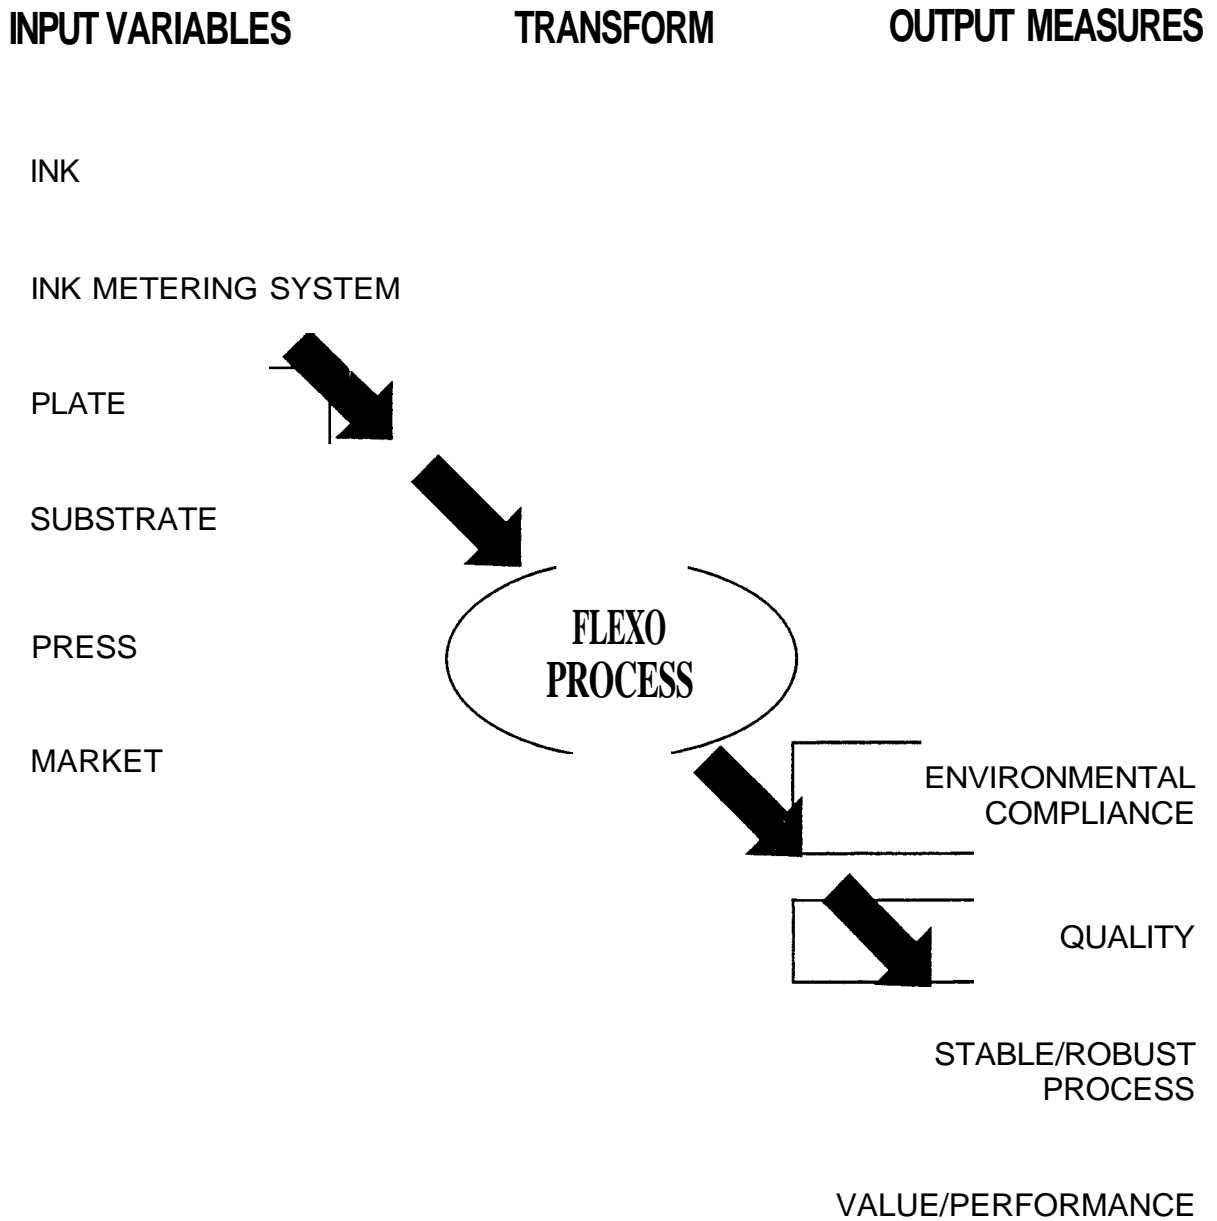 INPUT VARIABLES
TRANSFORM
OUTPUT MEASURES
INK
INK METERING SYSTEM
PLATE
SUBSTRATE
PRESS
MARKET
FLEXO
PROCESS
ENVIRONMENTAL
COMPLIANCE
QUALITY
STABLE/ROBUST
PROCESS
VALUE/PERFORMANCE